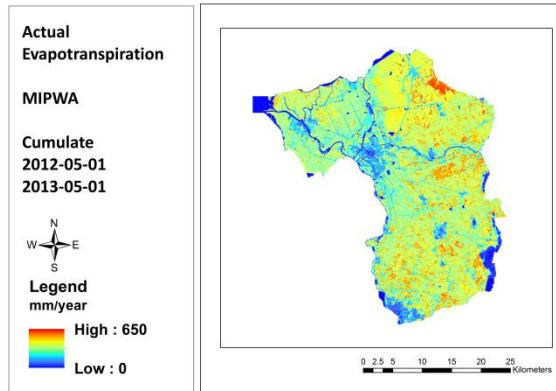 Actual
Evapotranspiration
MIPWA
Cumulate
2012-05-01
2013-05-01
N
W E
S
Legend
mm/year
High : 650
Low : 0
0 2.5 5 10 15 20 25
Kilometers